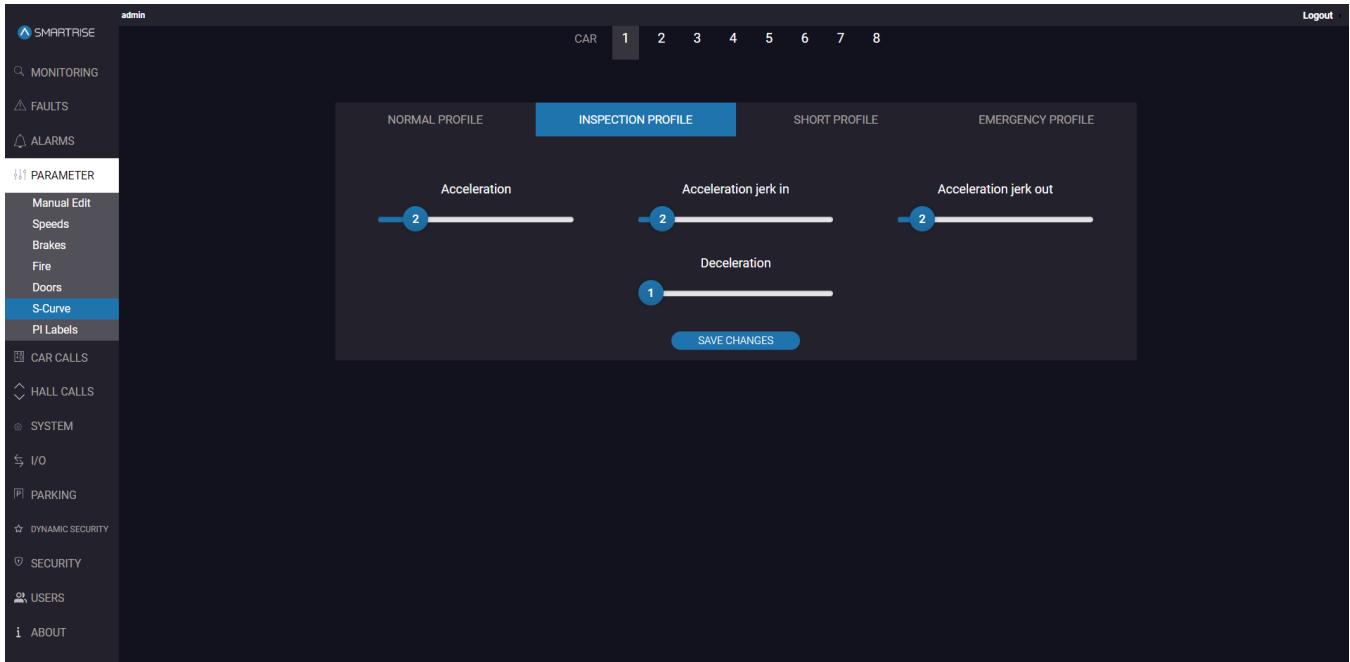 admin
Logout
SMARTRISE
CAR 1 2 3 4 5 6 7 8
MONITORING
FAULTS
ALARMS
PARAMETER
Manual Edit
Speeds
Brakes
Fire
Doors
S-Curve
PI Labels
CAR CALLS
HALL CALLS
SYSTEM
I/O
PARKING
DYNAMIC SECURITY
SECURITY
USERS
ABOUT
NORMAL PROFILE INSPECTION PROFILE SHORT PROFILE EMERGENCY PROFILE
Acceleration Acceleration jerk in Acceleration jerk out
2 2 2
Deceleration
1
SAVE CHANGES